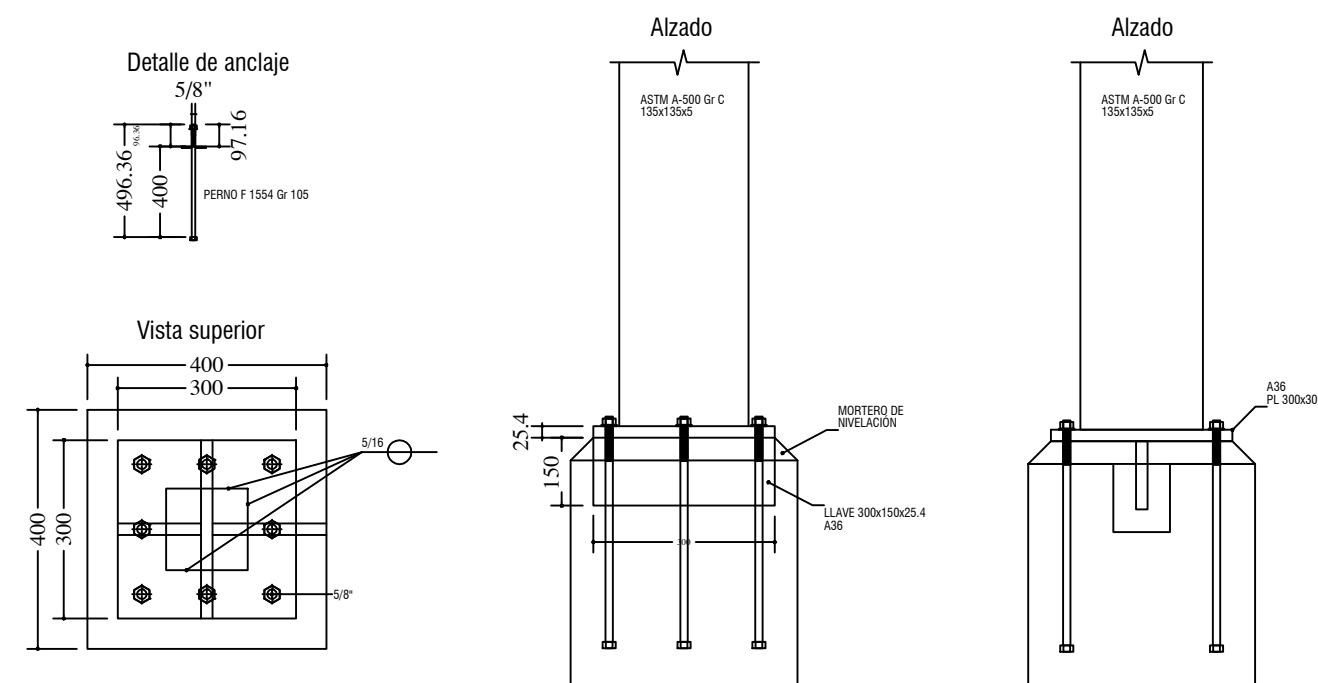 Detalle de anclaje
5/8"
496.36
96.36
400
97.16
PERNO F 1554 Gr 105
Vista superior
400
300
400
300
5/16
5/8"
Alzado
ASTM A-500 Gr C
135x135x5
25.4
150
MORTERO DE
NIVELACIÓN
LLAVE 300x150x25.4
A36
300
Alzado
ASTM A-500 Gr C
135x135x5
A36
PL 300x30